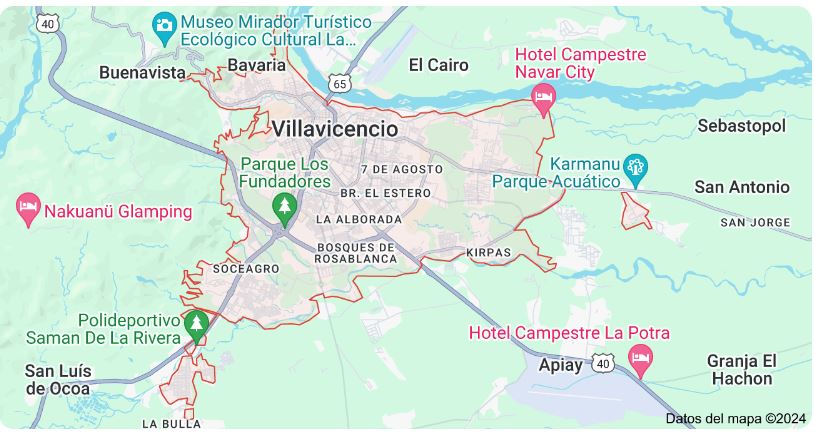 40
Museo Mirador Turístico
Ecológico Cultural La...
Buenavista
Bavaria
65
El Cairo
Hotel Campestre
Navar City
Villavicencio
Sebastopol
Parque Los
Fundadores
7 DE AGOSTO
Karmanu
Parque Acuático
BR. EL ESTERO
San Antonio
Nakuanü Glamping
LA ALBORADA
SAN JORGE
BOSQUES DE
ROSABLANCA
KIRPAS
SOCEAGRO
Polideportivo
Saman De La Rivera
Hotel Campestre La Potra
San Luís
de Ocoa
Apiay
40
Granja El
Hachon
LA BULLA
Datos del mapa ©2024